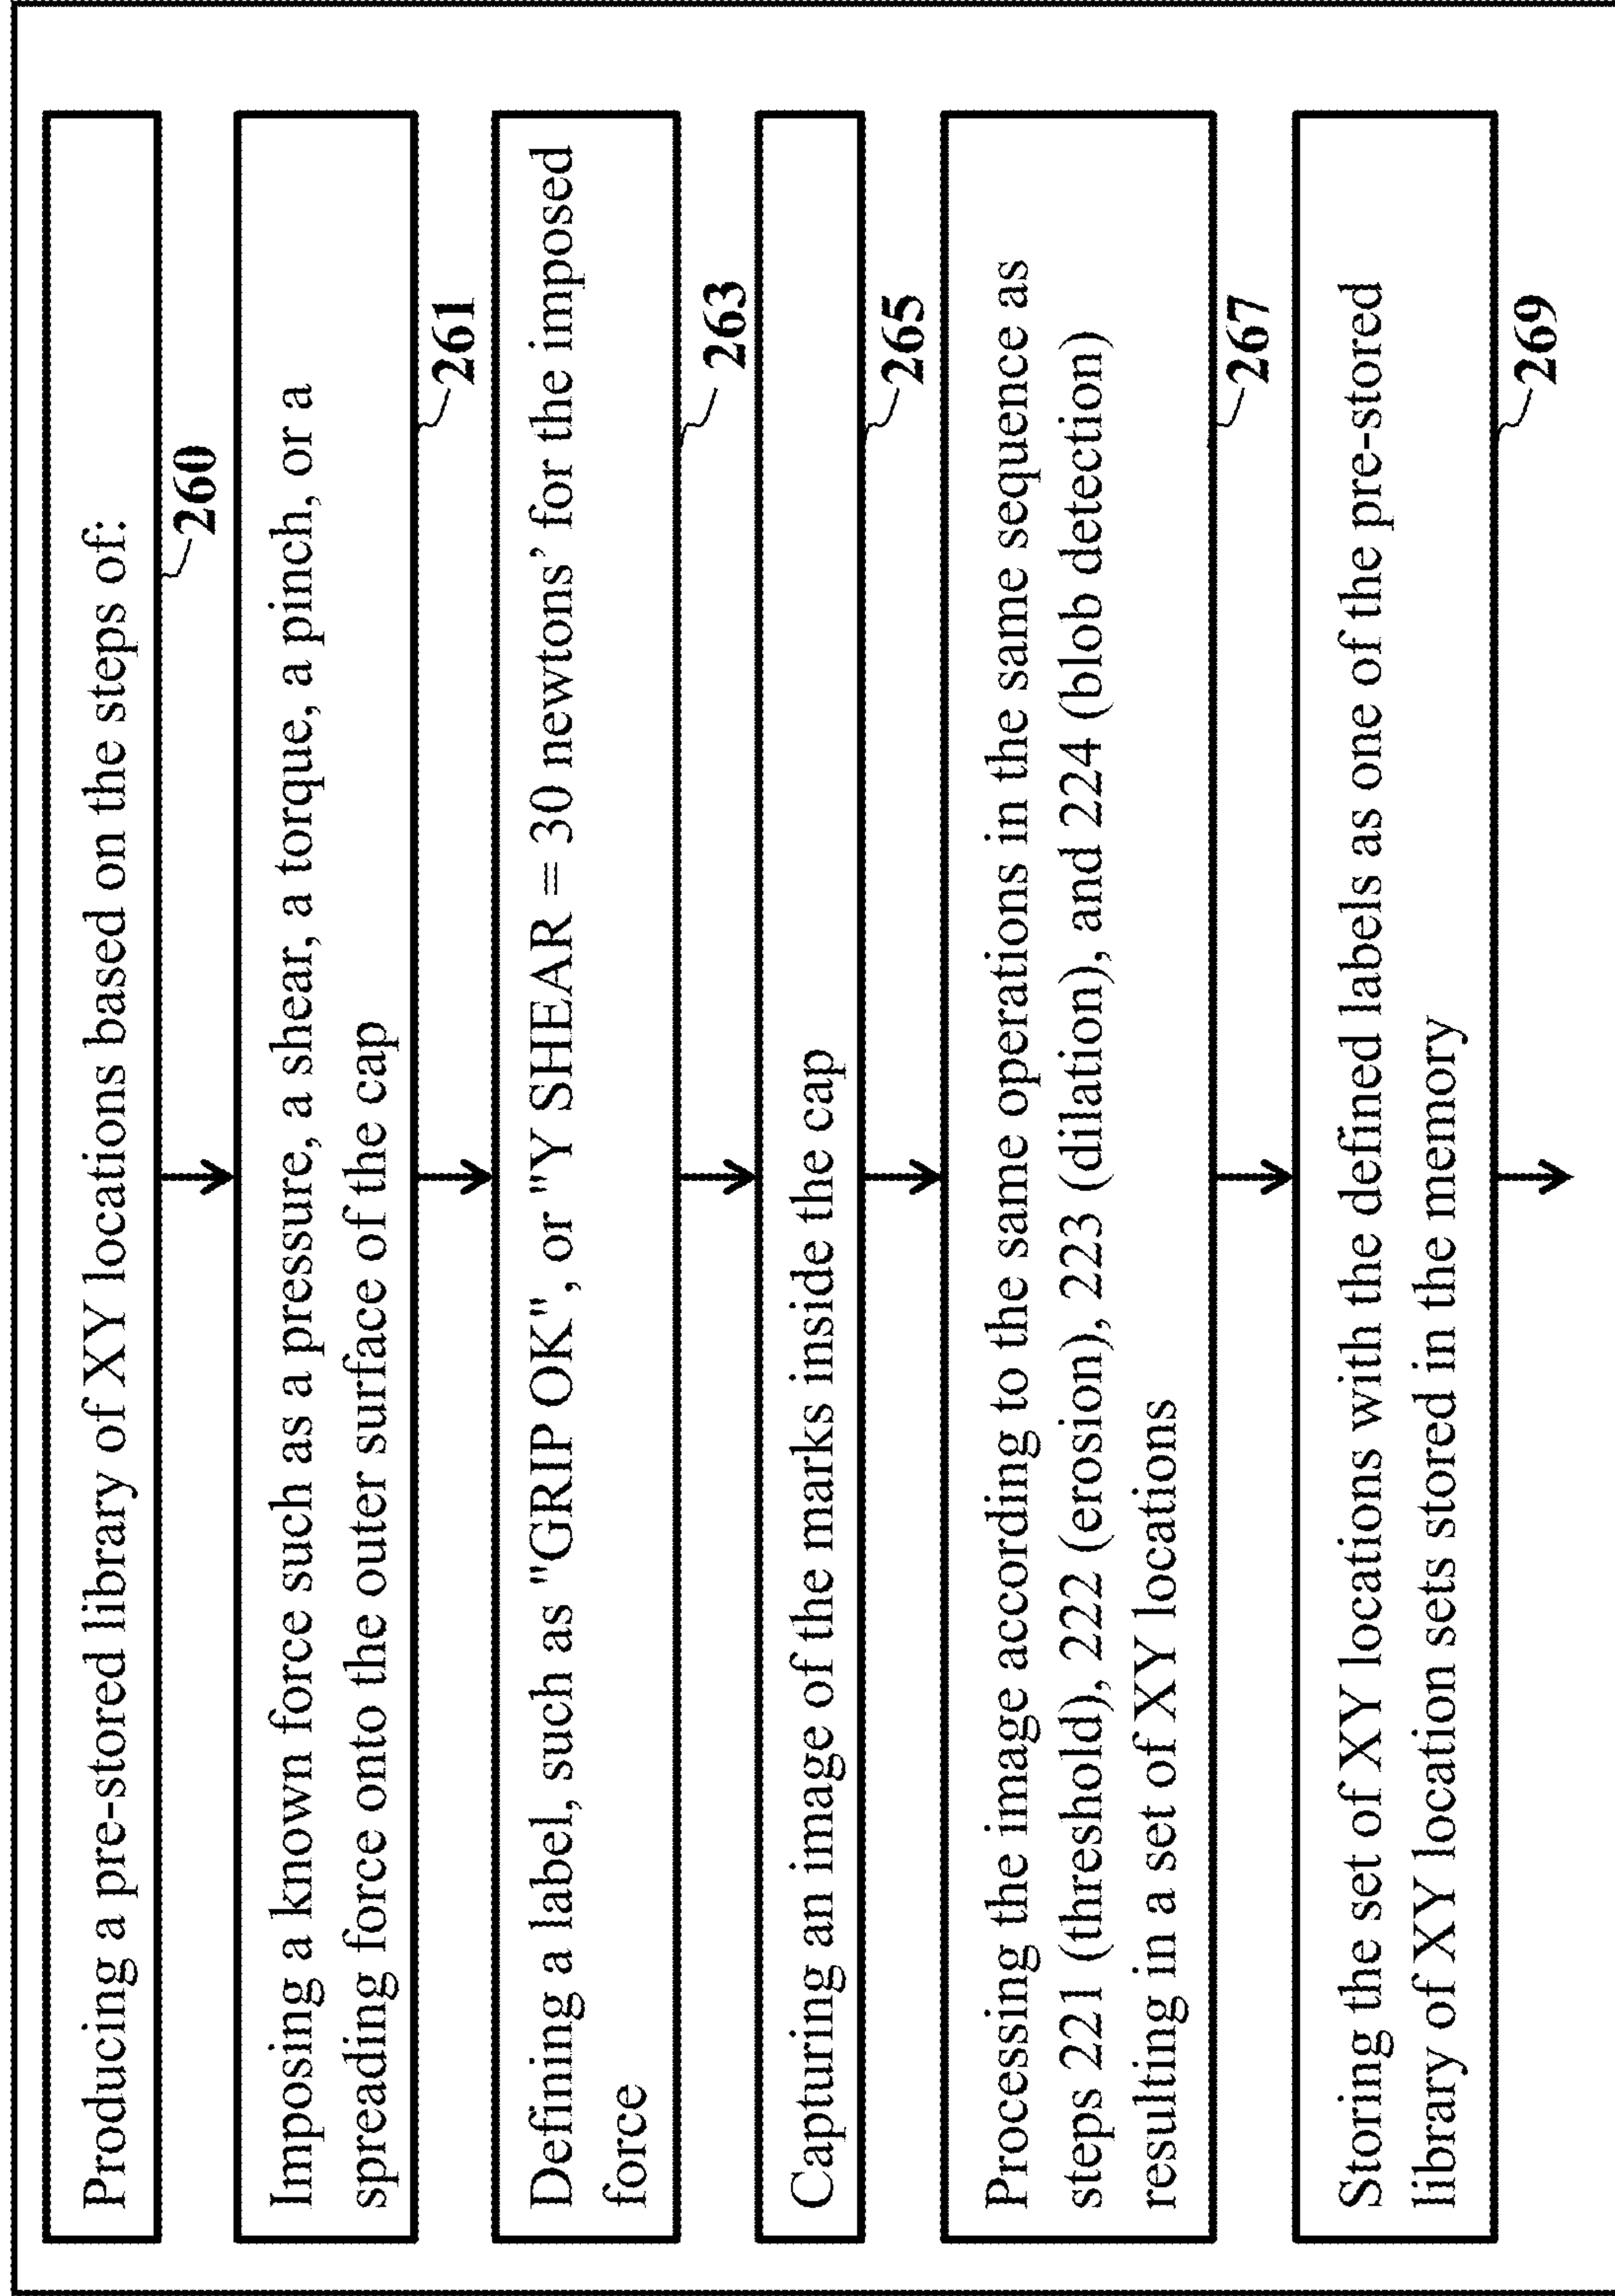 Producing a pre-stored library of XY locations based on the steps of:
260
Imposing a known force such as a pressure, a shear, a torque, a pinch, or a
spreading force onto the outer surface of the cap
261
Defining a label, such as "GRIP OK", or "Y SHEAR = 30 newtons’ for the imposed
force
263
Capturing an image of the marks inside the cap
265
Processing the image according to the same operations in the same sequence as
steps 221 (threshold), 222 (erosion), 223 (dilation), and 224 (blob detection)
resulting in a set of XY locations
267
Storing the set of XY locations with the defined labels as one of the pre-stored
library of XY location sets stored in the memory
269